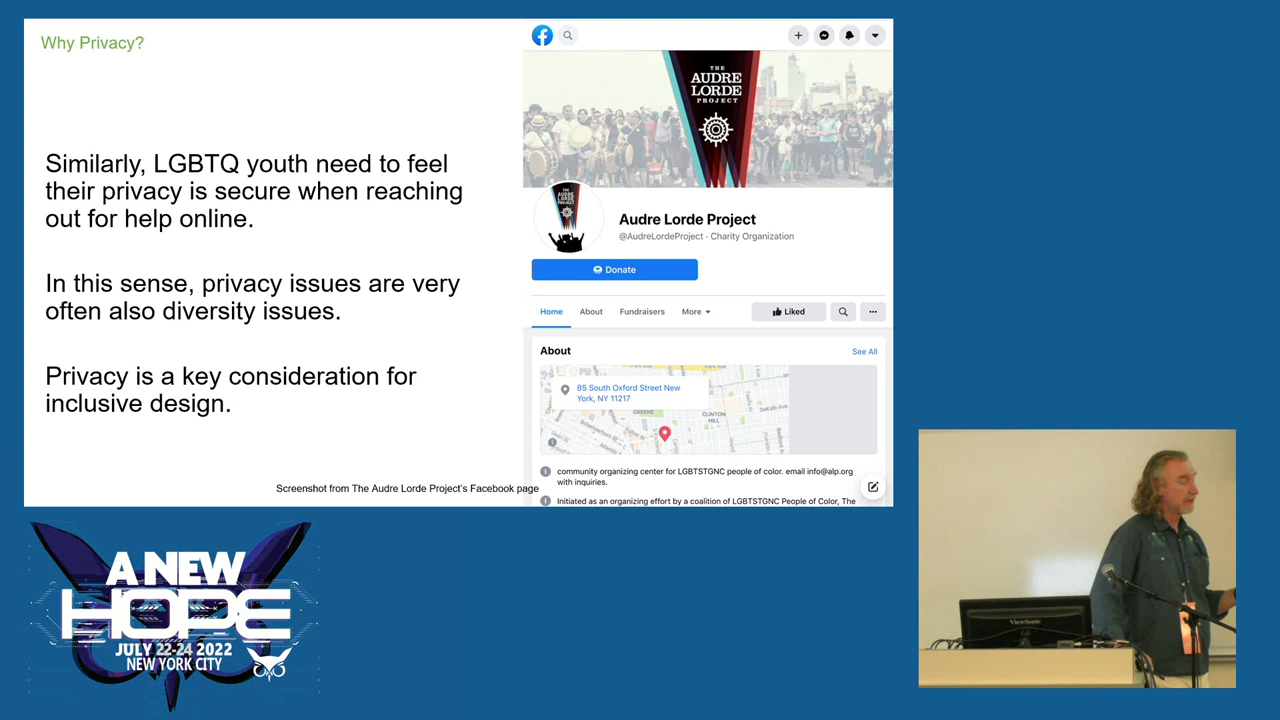 Why Privacy?
Similarly, LGBTQ youth need to feel
their privacy is secure when reaching
out for help online.
In this sense, privacy issues are very
often also diversity issues.
Privacy is a key consideration for
inclusive design.
Screenshot from The Audre Lorde Project's Facebook page
THE
AUDRE
LORDE
PROJECT
Audre Lorde Project
@AudreLordeProject · Charity Organization
Donate
Home
About
Fundraisers
More
Liked
About
See All
85 South Oxford Street New
York, NY 11217
GREENE
CLINTON
HILL
community organizing center for LGBTSTGNC people of color. email info@alp.org
with inquiries.
Initiated as an organizing effort by a coalition of LGBTSTGNC People of Color, The
A NEW
HOPE
JULY 22-24 2022
NEW YORK CITY
ViewSonic